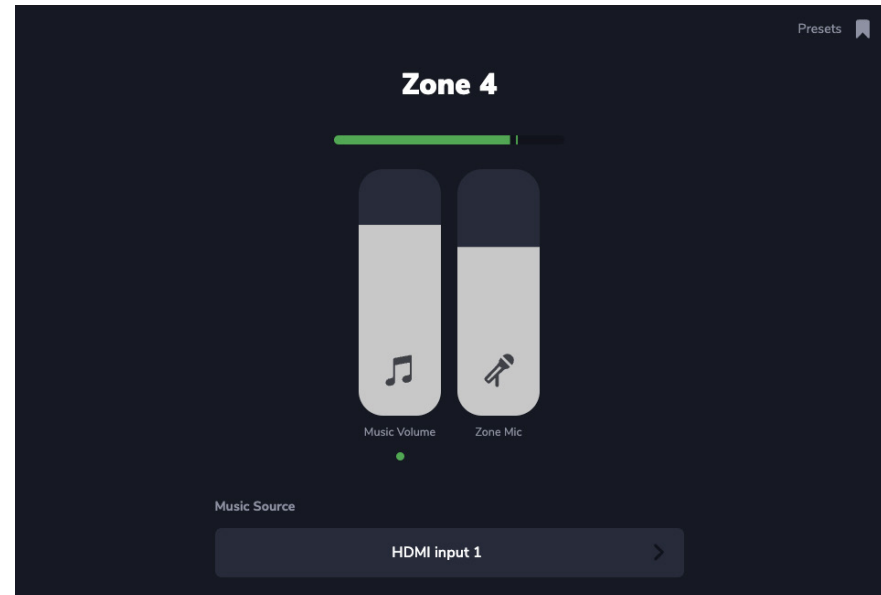 Presets
Zone 4
Music Volume Zone Mic
Music Source
HDMI input 1